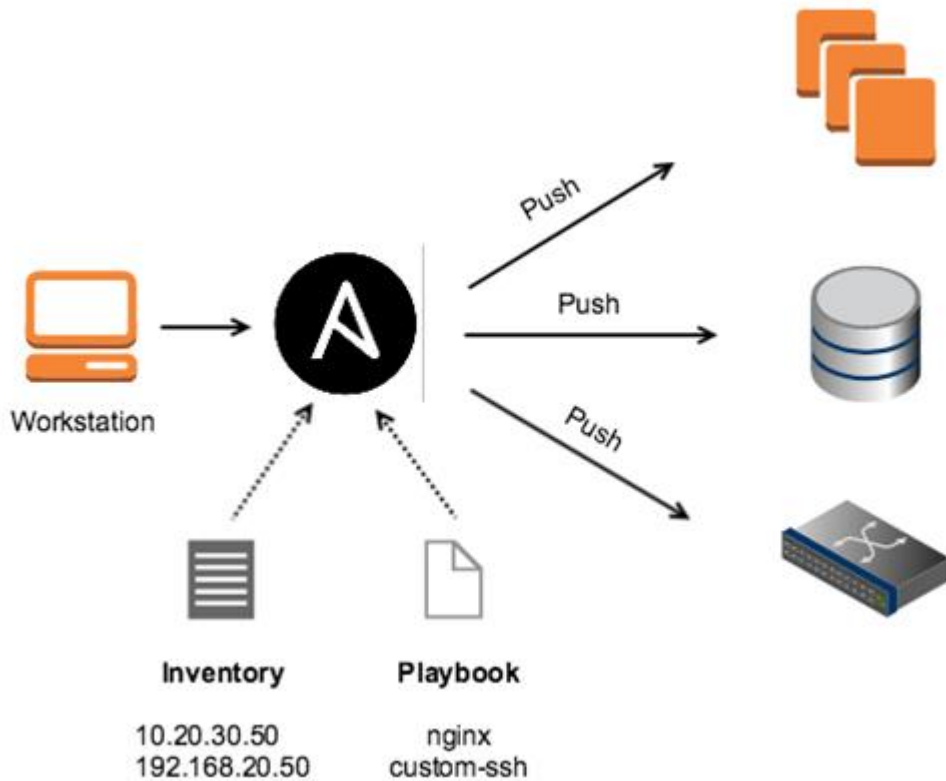 Push
Push
Push
Workstation
Inventory
Playbook
10.20.30.50
192.168.20.50
nginx
custom-ssh